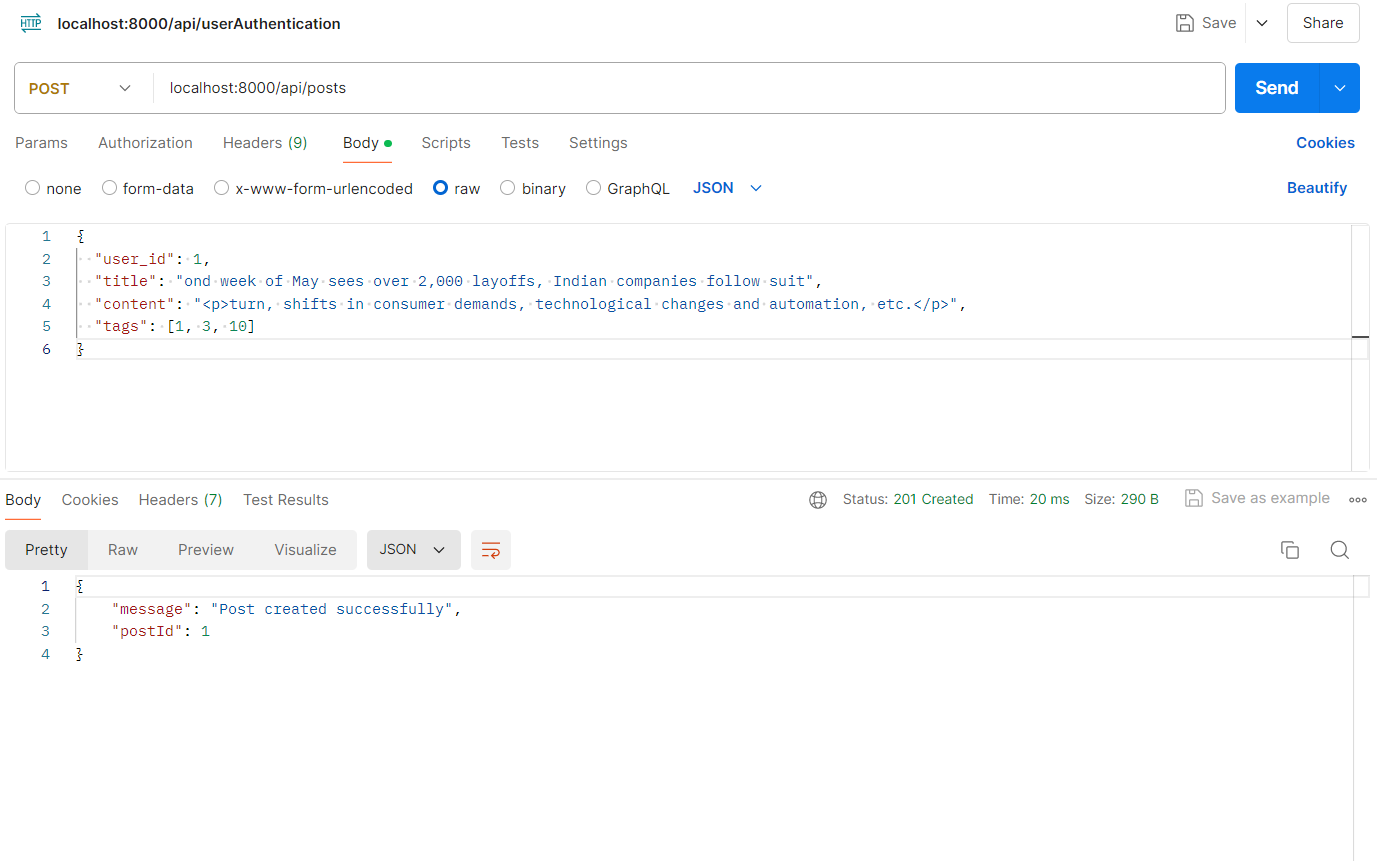 HTTP localhost:8000/api/userAuthentication Save Share
POST localhost:8000/api/posts Send
Params Authorization Headers (9) Body Scripts Tests Settings Cookies
none form-data x-www-form-urlencoded raw binary GraphQL JSON Beautify
1 {
2 "user_id": 1,
3 "title": "ond week of May sees over 2,000 layoffs, Indian companies follow suit",
4 "content": "<p>turn, shifts in consumer demands, technological changes and automation, etc.</p>",
5 "tags": [1, 3, 10]
6 }
Body Cookies Headers (7) Test Results Status: 201 Created Time: 20 ms Size: 290 B Save as example
Pretty Raw Preview Visualize JSON
1 {
2 "message": "Post created successfully",
3 "postId": 1
4 }